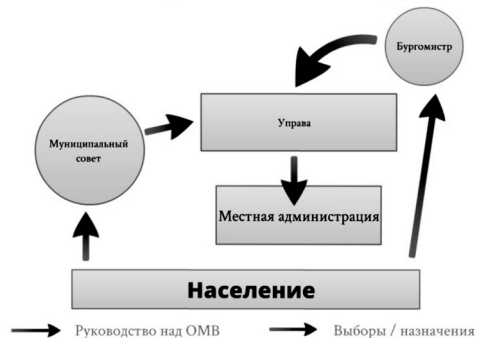 Бургомистр
Управа
Муниципальный
совет
Местная администрация
Население
Руководство над ОМВ
Выборы / назначения